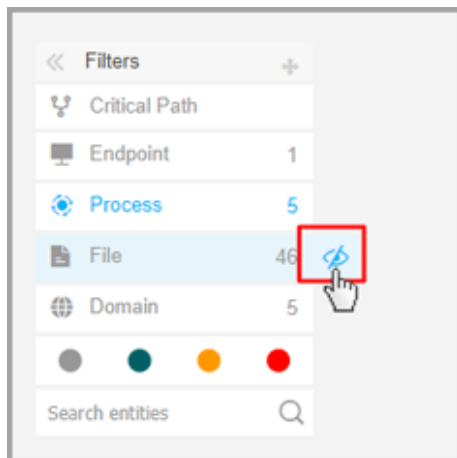 Filters
Critical Path
Endpoint 1
Process 5
File 46
Domain 5
Search entities